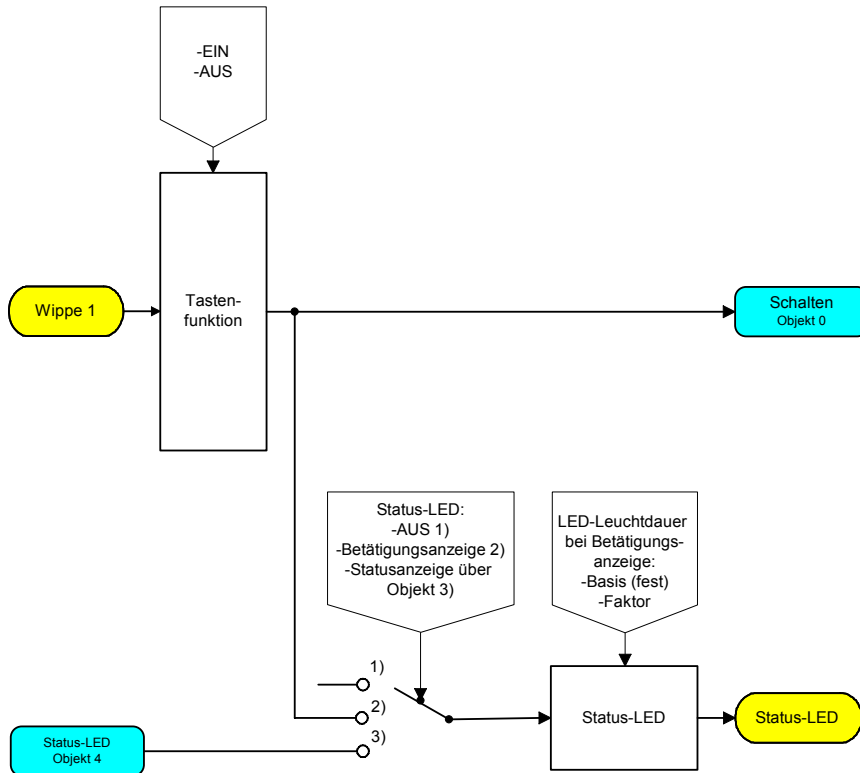 -EIN
-AUS
Wippe 1
Tasten-
funktion
Schalten
Objekt 0
Status-LED:
-AUS 1)
-Betätigungsanzeige 2)
-Statusanzeige über
Objekt 3)
LED-Leuchtdauer
bei Betätigungs-
anzeige:
-Basis (fest)
-Faktor
1)
2)
3)
Status-LED
Status-LED
Status-LED
Objekt 4